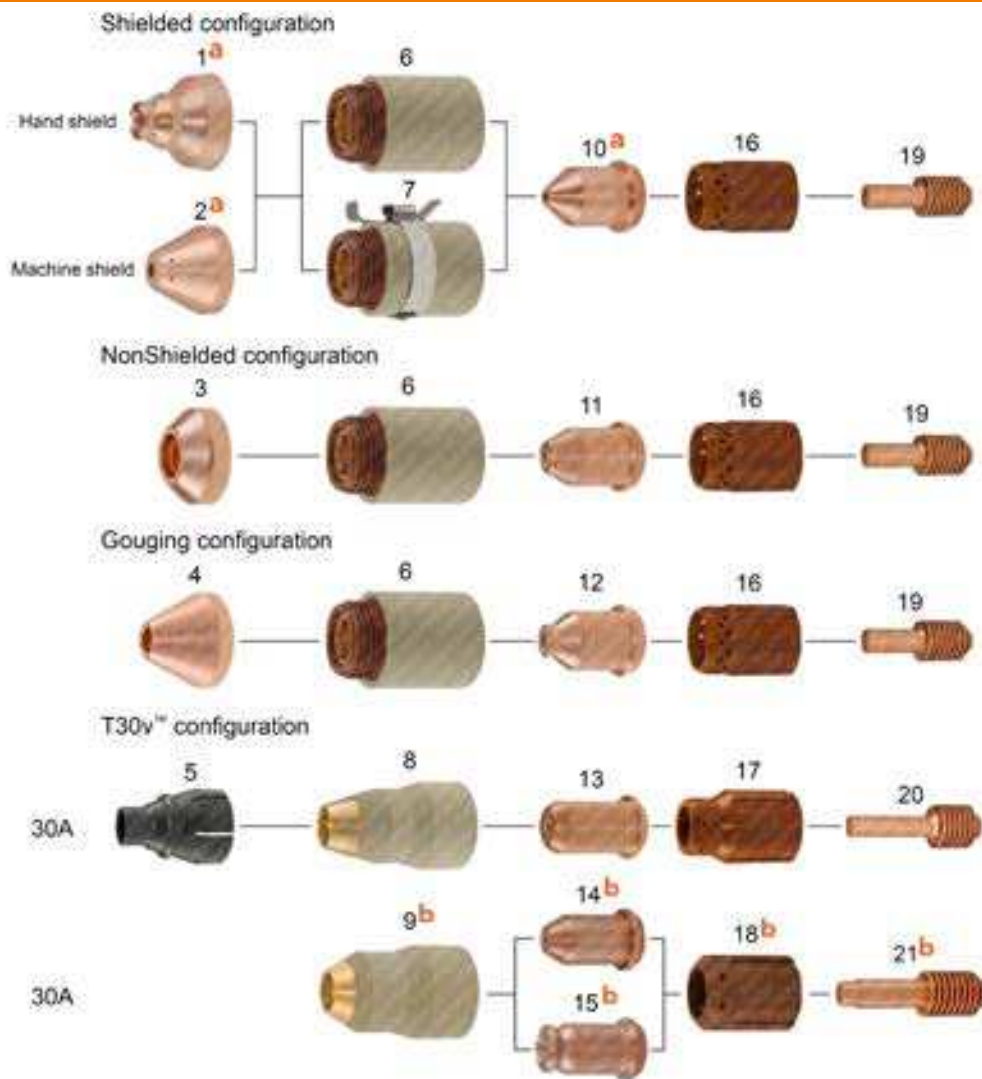 Shielded configuration
1a 6
Hand shield
10a 16 19
7
2a
Machine shield
NonShielded configuration
3 6 11 16 19
Gouging configuration
4 6 12 16 19
T30v™ configuration
5 8 13 17 20
30A
14b
9b 18b 21b
30A
15b